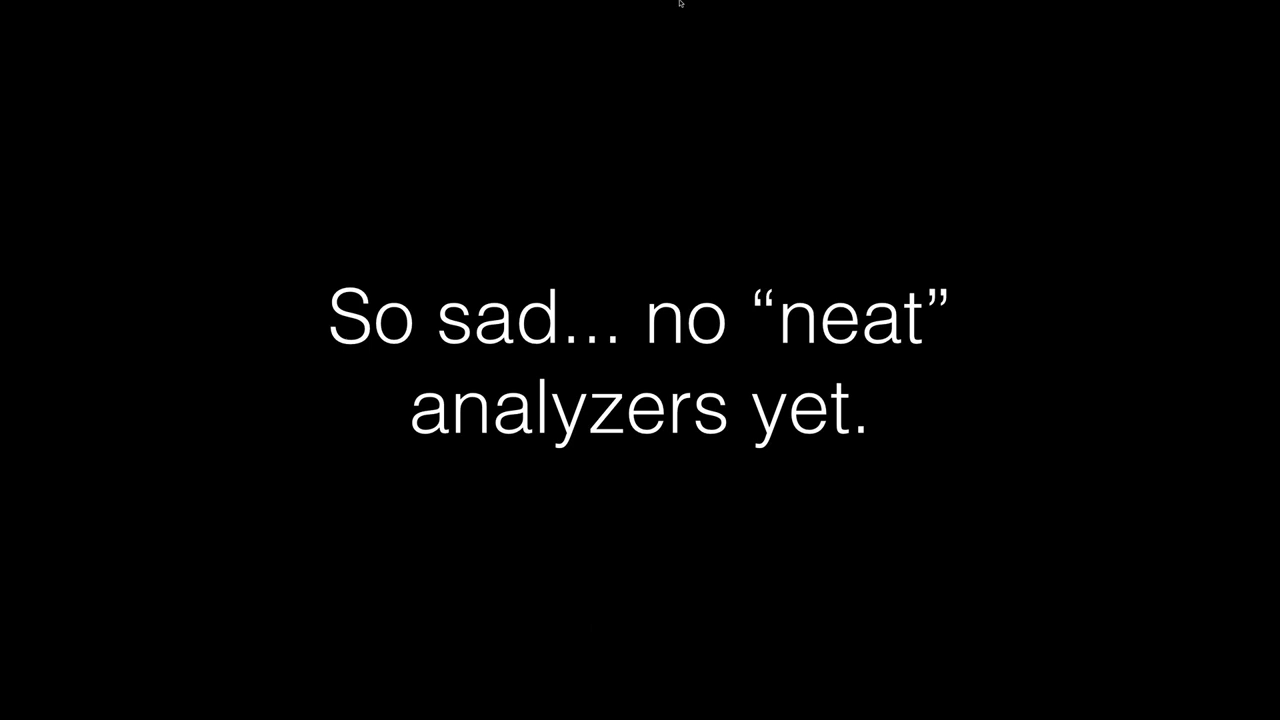 So sad... no “neat”
analyzers yet.